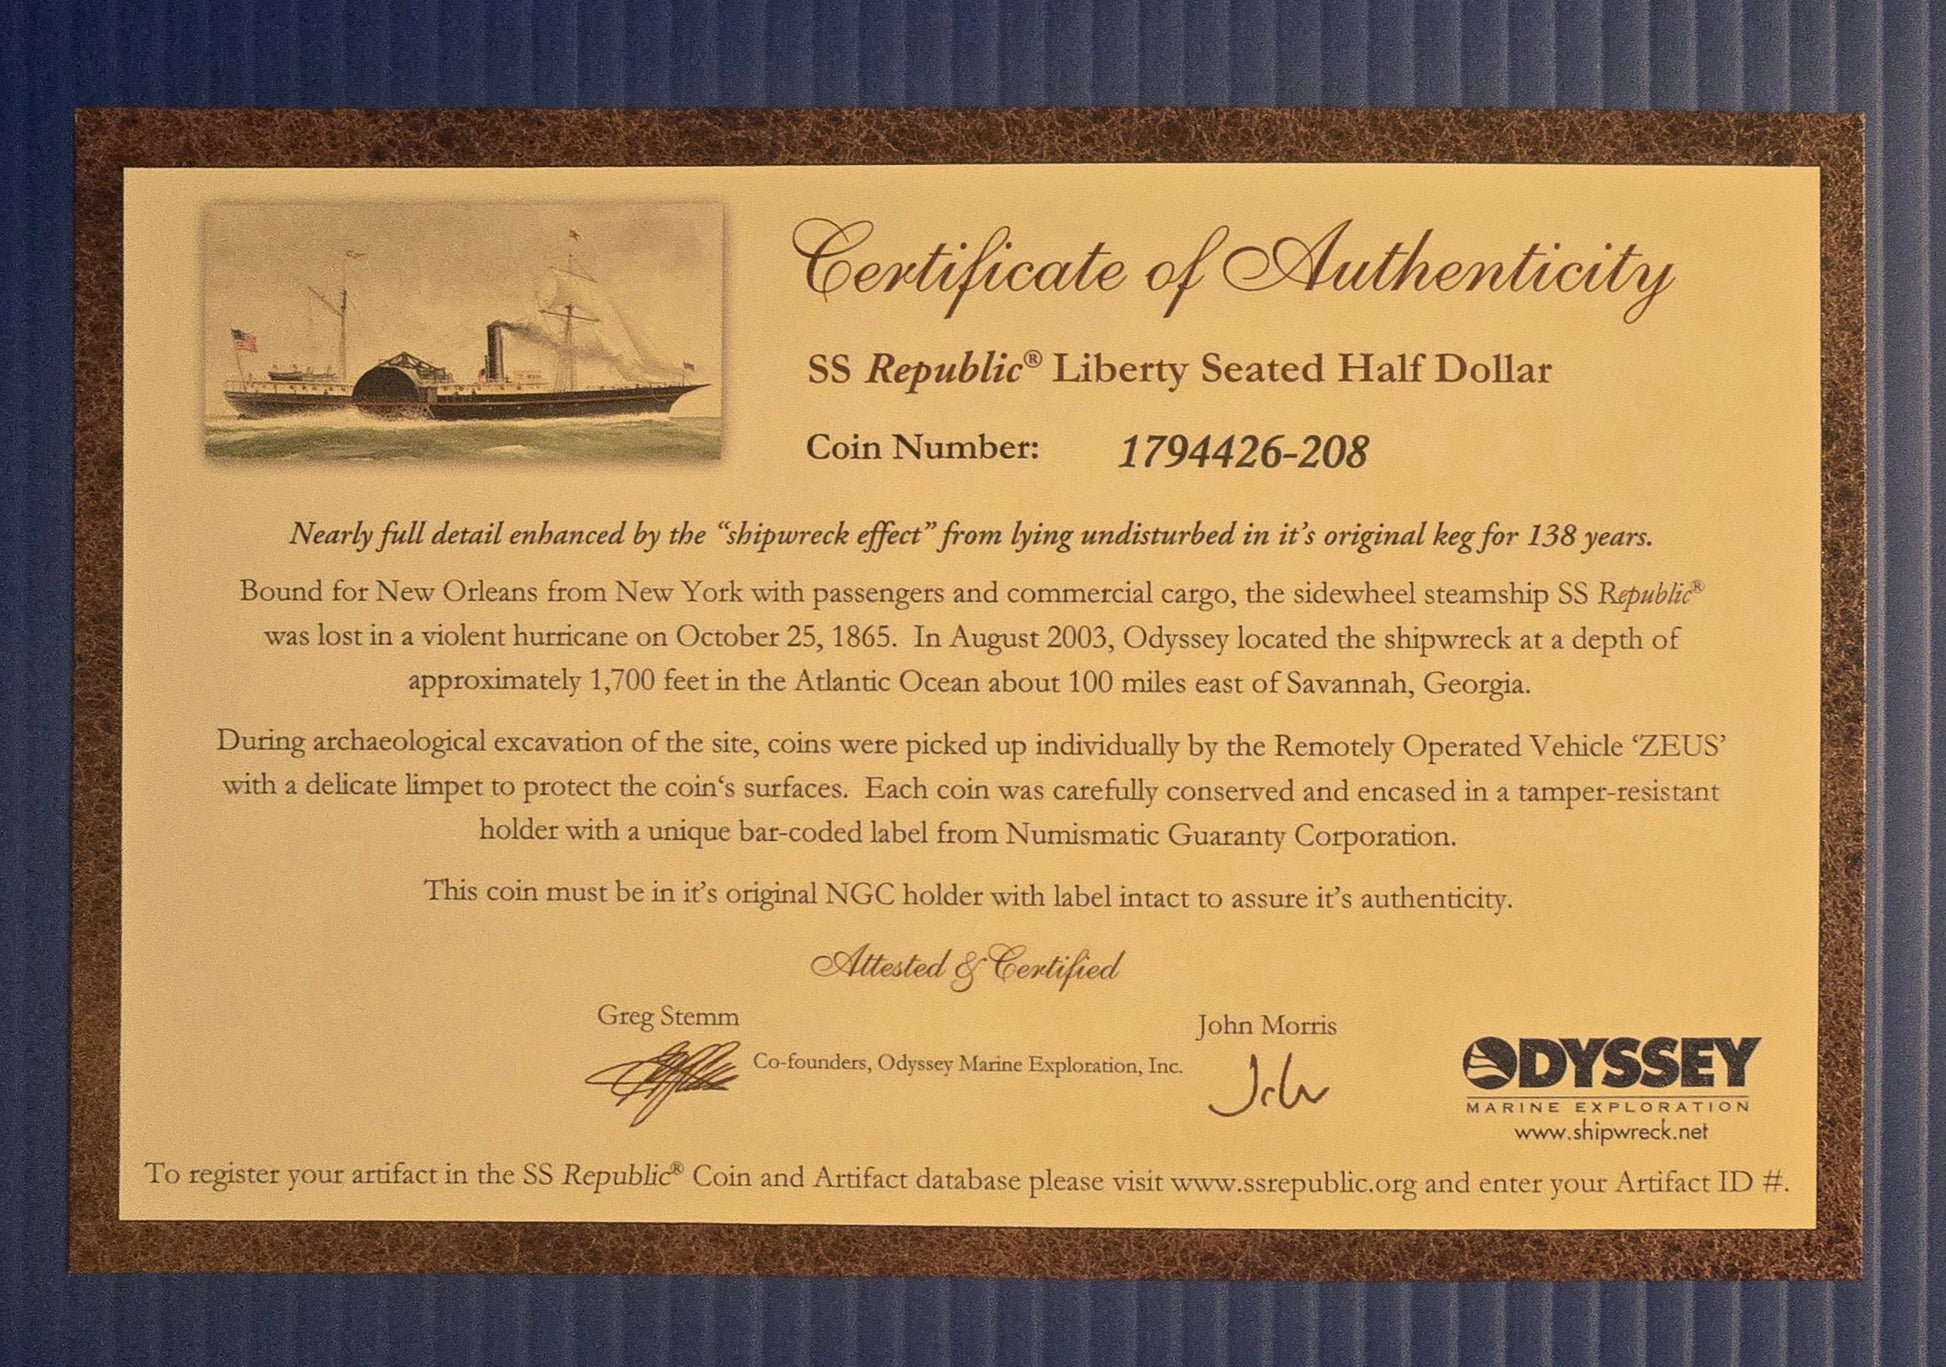 Certificate of Authenticity
SS Republic® Liberty Seated Half Dollar
Coin Number: 1794426-208
Nearly full detail enhanced by the “shipwreck effect” from lying undisturbed in it’s original keg for 138 years.
Bound for New Orleans from New York with passengers and commercial cargo, the sidewheel steamship SS Republic®
was lost in a violent hurricane on October 25, 1865. In August 2003, Odyssey located the shipwreck at a depth of
approximately 1,700 feet in the Atlantic Ocean about 100 miles east of Savannah, Georgia.
During archaeological excavation of the site, coins were picked up individually by the Remotely Operated Vehicle ‘ZEUS’
with a delicate limpet to protect the coin‘s surfaces. Each coin was carefully conserved and encased in a tamper-resistant
holder with a unique bar-coded label from Numismatic Guaranty Corporation.
This coin must be in it’s original NGC holder with label intact to assure it’s authenticity.
Attested & Certified
Greg Stemm
John Morris
Co-founders, Odyssey Marine Exploration, Inc.
ODYSSEY
MARINE EXPLORATION
www.shipwreck.net
To register your artifact in the SS Republic® Coin and Artifact database please visit www.ssrepublic.org and enter your Artifact ID #.